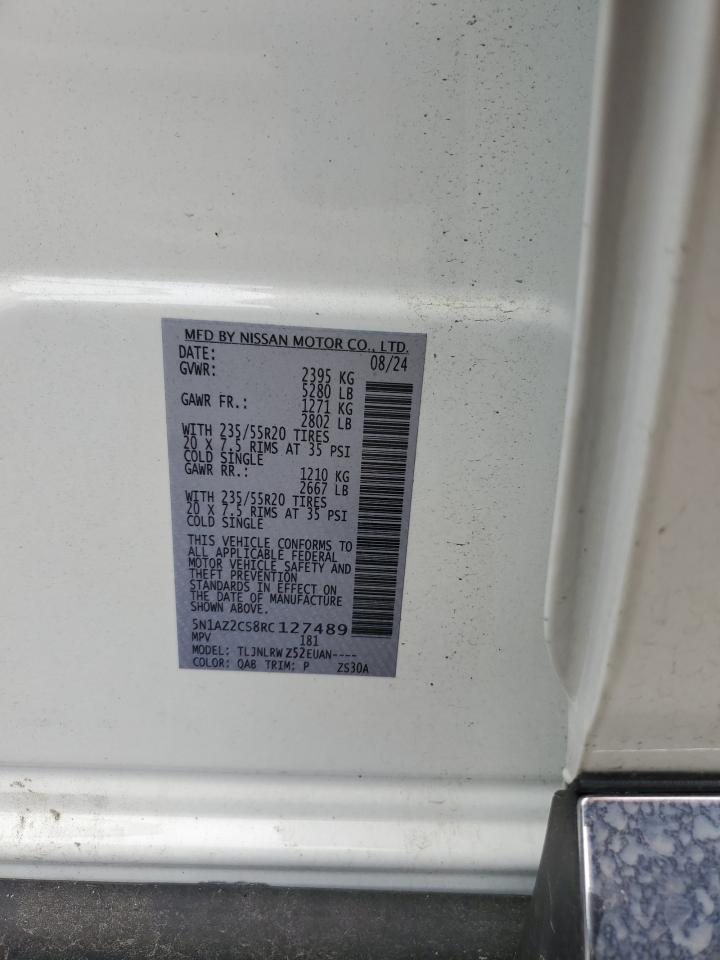 MFD BY NISSAN MOTOR CO., LTD.
DATE: 08/24
GVWR: 2395 KG
5280 LB
GAWR FR.: 1271 KG
2802 LB
WITH 235/55R20 TIRES
20 X 7.5 RIMS AT 35 PSI
COLD SINGLE
GAWR RR.: 1210 KG
2667 LB
WITH 235/55R20 TIRES
20 X 7.5 RIMS AT 35 PSI
COLD SINGLE
THIS VEHICLE CONFORMS TO
ALL APPLICABLE FEDERAL
MOTOR VEHICLE SAFETY AND
THEFT PREVENTION
STANDARDS IN EFFECT ON
THE DATE OF MANUFACTURE
SHOWN ABOVE.
5N1AZ2CS8RC127489
MPV 181
MODEL: TLJNLRWZ52EUAN----
COLOR: QAB TRIM: P ZS30A